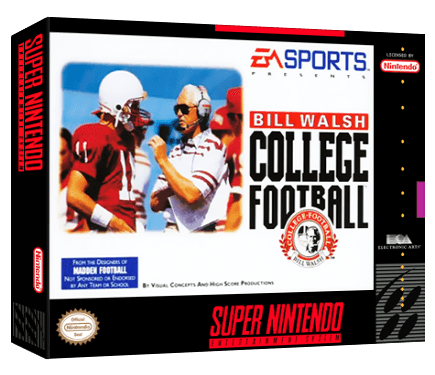 SUPER NINTENDO
ENTERTAINMENT SYSTEM
Nintendo
EA SPORTS
PRESENTS
LICENSED BY
Nintendo
BILL WALSH
COLLEGE
FOOTBALL
COLLEGE FOOTBALL
BILL WALSH
11
FROM THE DESIGNERS OF
MADDEN FOOTBALL
NOT SPONSORED OR ENDORSED
BY ANY TEAM OR SCHOOL
BY VISUAL CONCEPTS AND HIGH SCORE PRODUCTIONS
ELECTRONIC ARTS
Official
Nintendo
Seal
SUPER NINTENDO
ENTERTAINMENT SYSTEM